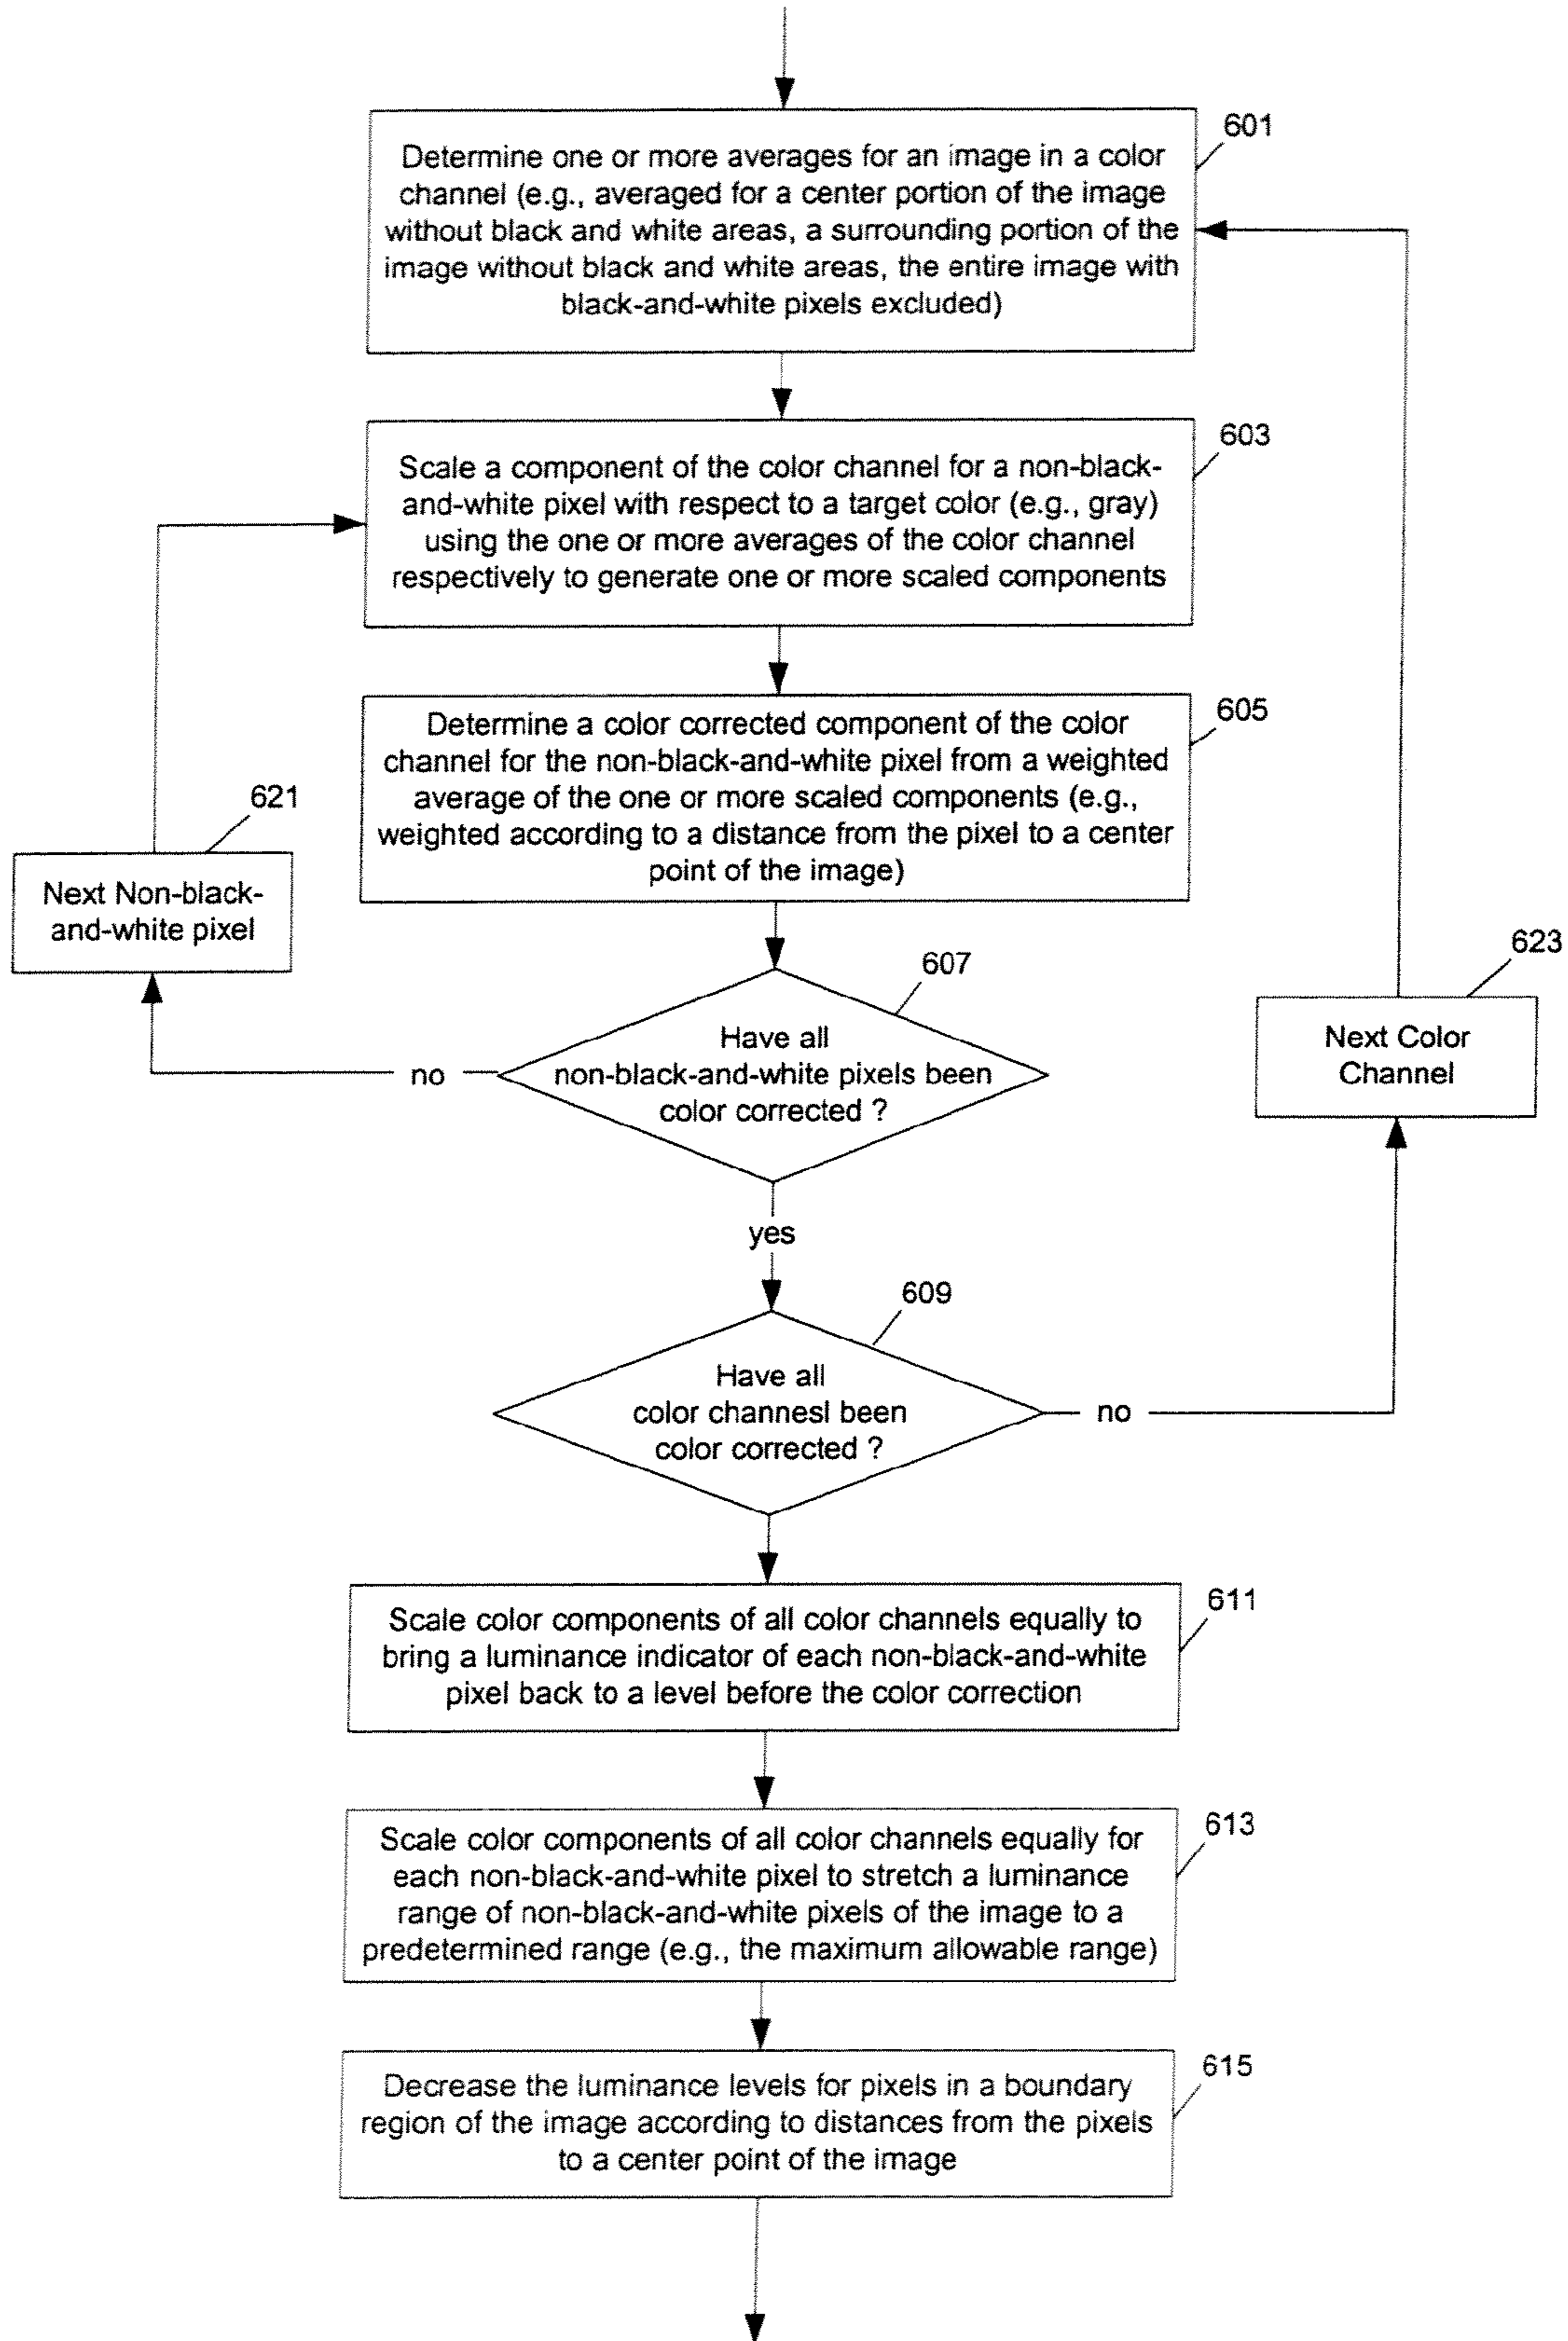 601
Determine one or more averages for an image in a color
channel (e.g., averaged for a center portion of the image
without black and white areas, a surrounding portion of the
image without black and white areas, the entire image with
black-and-white pixels excluded)
603
Scale a component of the color channel for a non-black-
and-white pixel with respect to a target color (e.g., gray)
using the one or more averages of the color channel
respectively to generate one or more scaled components
605
Determine a color corrected component of the color
channel for the non-black-and-white pixel from a weighted
average of the one or more scaled components (e.g.,
weighted according to a distance from the pixel to a center
point of the image)
621
Next Non-black-
and-white pixel
607
Have all
non-black-and-white pixels been
color corrected ?
no
yes
623
Next Color
Channel
609
Have all
color channesl been
color corrected ?
no
611
Scale color components of all color channels equally to
bring a luminance indicator of each non-black-and-white
pixel back to a level before the color correction
613
Scale color components of all color channels equally for
each non-black-and-white pixel to stretch a luminance
range of non-black-and-white pixels of the image to a
predetermined range (e.g., the maximum allowable range)
615
Decrease the luminance levels for pixels in a boundary
region of the image according to distances from the pixels
to a center point of the image